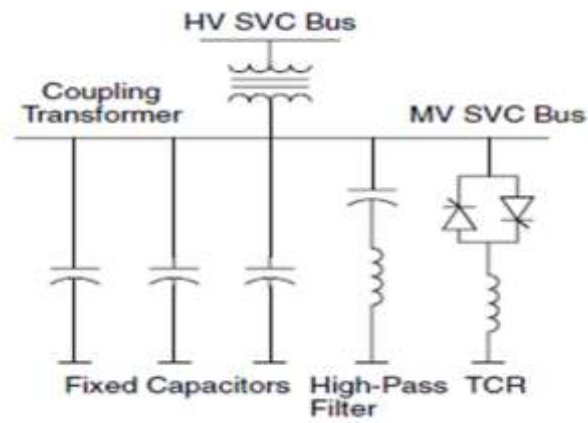 HV SVC Bus
Coupling
Transformer
MV SVC Bus
Fixed Capacitors
High-Pass
Filter
TCR